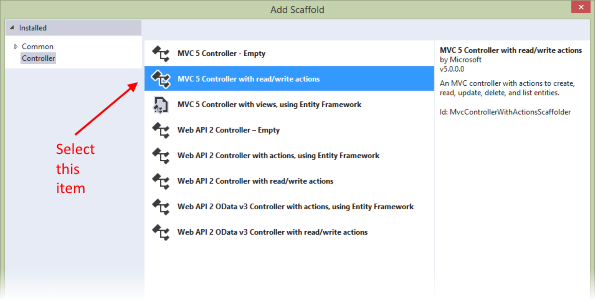 Add Scaffold
Installed
Common
Controller
MVC 5 Controller - Empty
MVC 5 Controller with read/write actions
MVC 5 Controller with views, using Entity Framework
Web API 2 Controller – Empty
Web API 2 Controller with actions, using Entity Framework
Web API 2 Controller with read/write actions
Web API 2 OData v3 Controller with actions, using Entity Framework
Web API 2 OData v3 Controller with read/write actions
MVC 5 Controller with read/write actions
by Microsoft
v5.0.0.0
An MVC controller with actions to create,
read, update, delete, and list entities.
Id: MvcControllerWithActionsScaffolder
Select
this
item